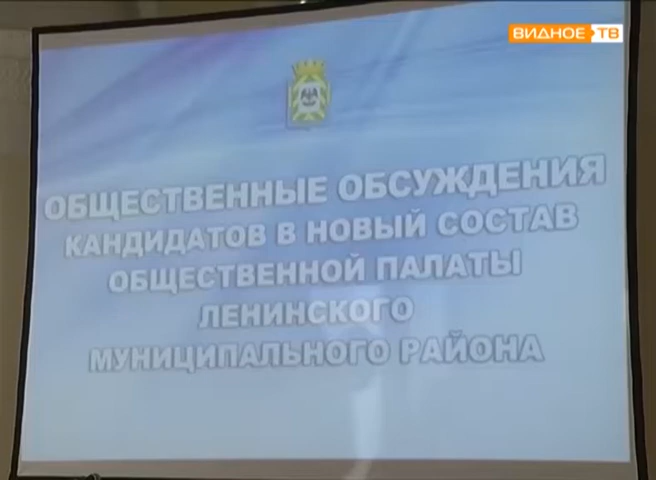 ВИДНОЕ ТВ
ОБЩЕСТВЕННЫЕ ОБСУЖДЕНИЯ
КАНДИДАТОВ В НОВЫЙ СОСТАВ
ОБЩЕСТВЕННОЙ ПАЛАТЫ
ЛЕНИНСКОГО
МУНИЦИПАЛЬНОГО РАЙОНА